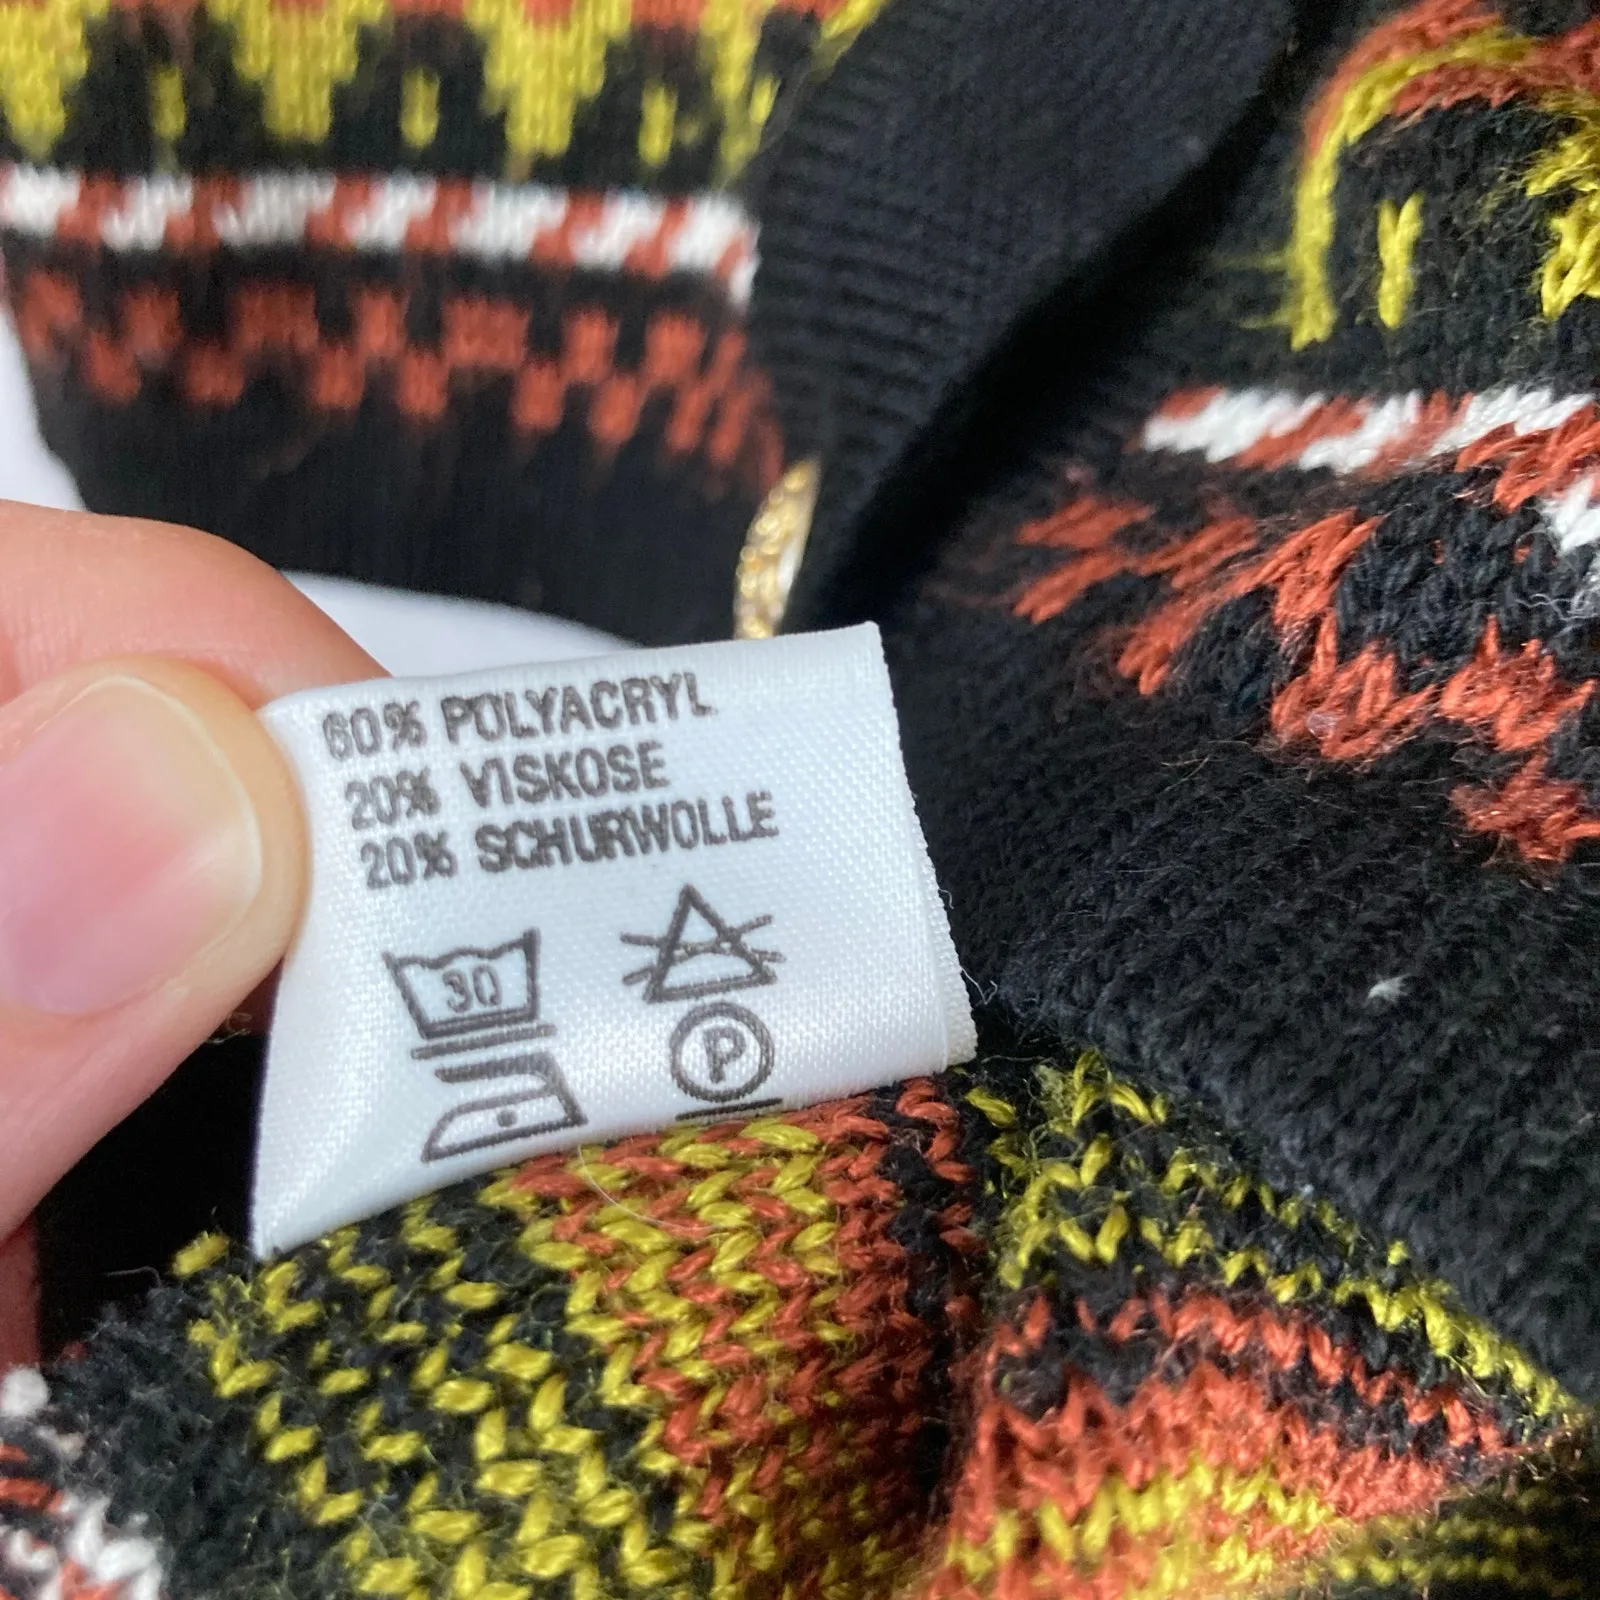 60% POLYACRYL
20% VISKOSE
20% SCHURWOLLE
30
P